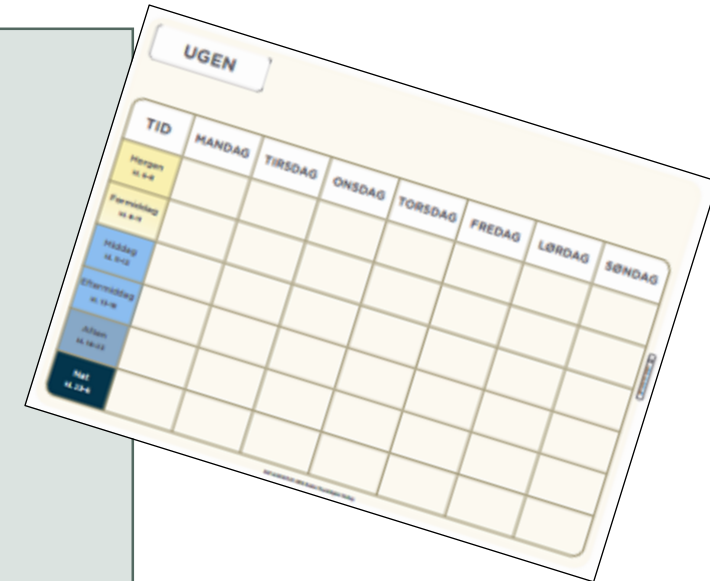 UGEN
TID MANDAG TIRSDAG ONSDAG TORSDAG FREDAG LØRDAG SØNDAG
Morgen
Formiddag
Middag
Eftermiddag
Aften
Nat